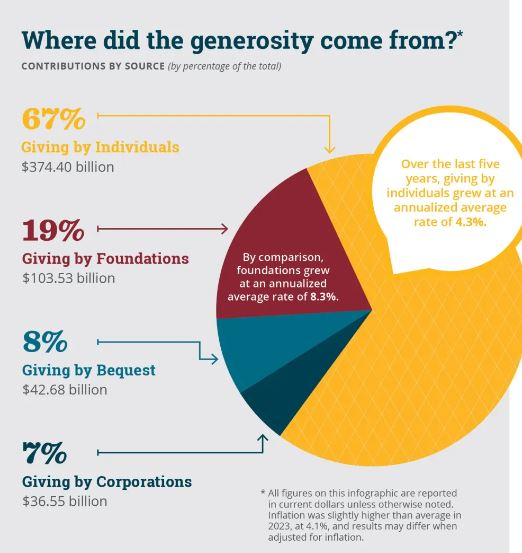 Where did the generosity come from?*
CONTRIBUTIONS BY SOURCE (by percentage of the total)
67%
Giving by Individuals
$374.40 billion
19%
Giving by Foundations
$103.53 billion
8%
Giving by Bequest
$42.68 billion
7%
Giving by Corporations
$36.55 billion
Over the last five
years, giving by
individuals grew at an
annualized average
rate of 4.3%.
By comparison,
foundations grew
at an annualized
average rate of 8.3%.
* All figures on this infographic are reported
in current dollars unless otherwise noted.
Inflation was slightly higher than average in
2023, at 4.1%, and results may differ when
adjusted for inflation.